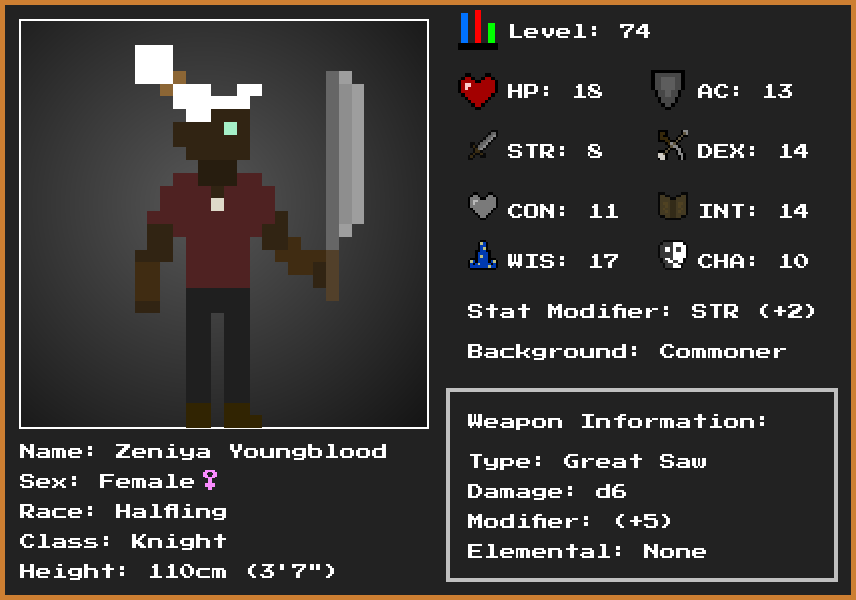 Level: 74
HP: 18
AC: 13
STR: 8
DEX: 14
CON: 11
INT: 14
WIS: 17
CHA: 10
Stat Modifier: STR (+2)
Background: Commoner
Name: Zeniya Youngblood
Sex: Female♀
Race: Halfling
Class: Knight
Height: 110cm (3'7")
Weapon Information:
Type: Great Saw
Damage: d6
Modifier: (+5)
Elemental: None